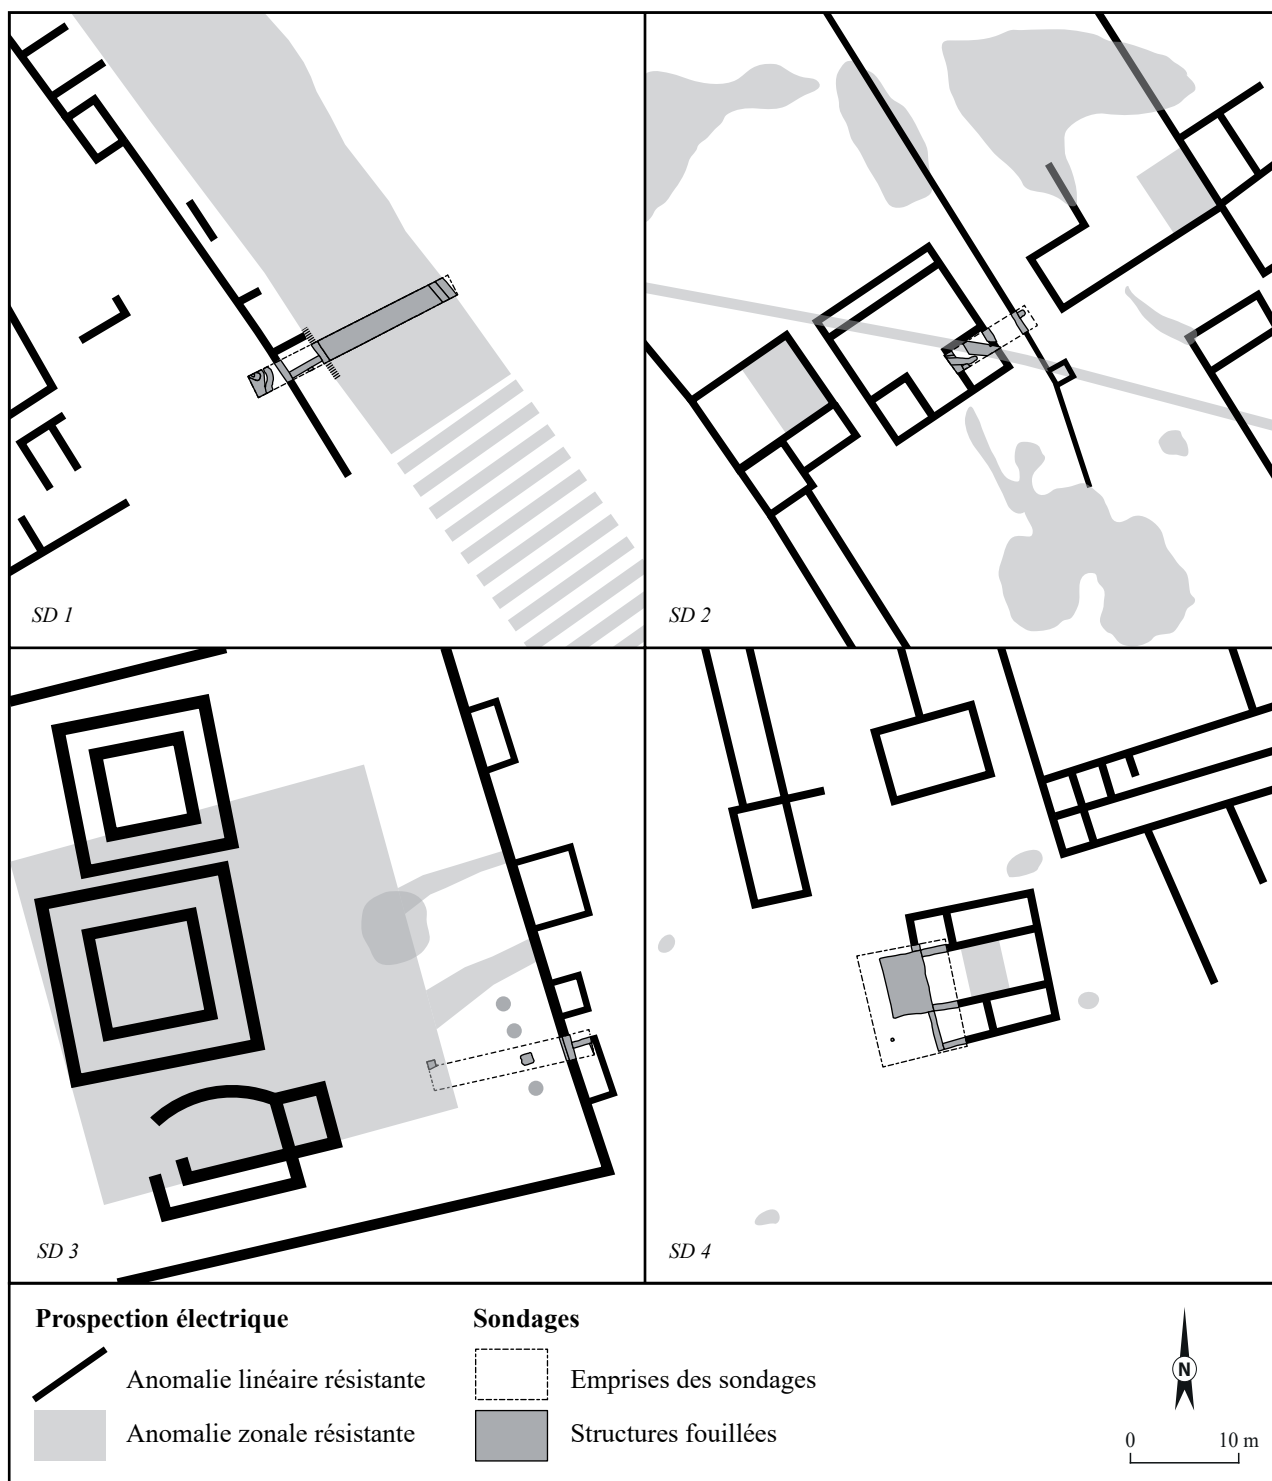 SD 1
SD 2
SD 3
SD 4
Prospection électrique
Anomalie linéaire résistante
Anomalie zonale résistante
Sondages
Emprises des sondages
Structures fouillées
N
0 10 m